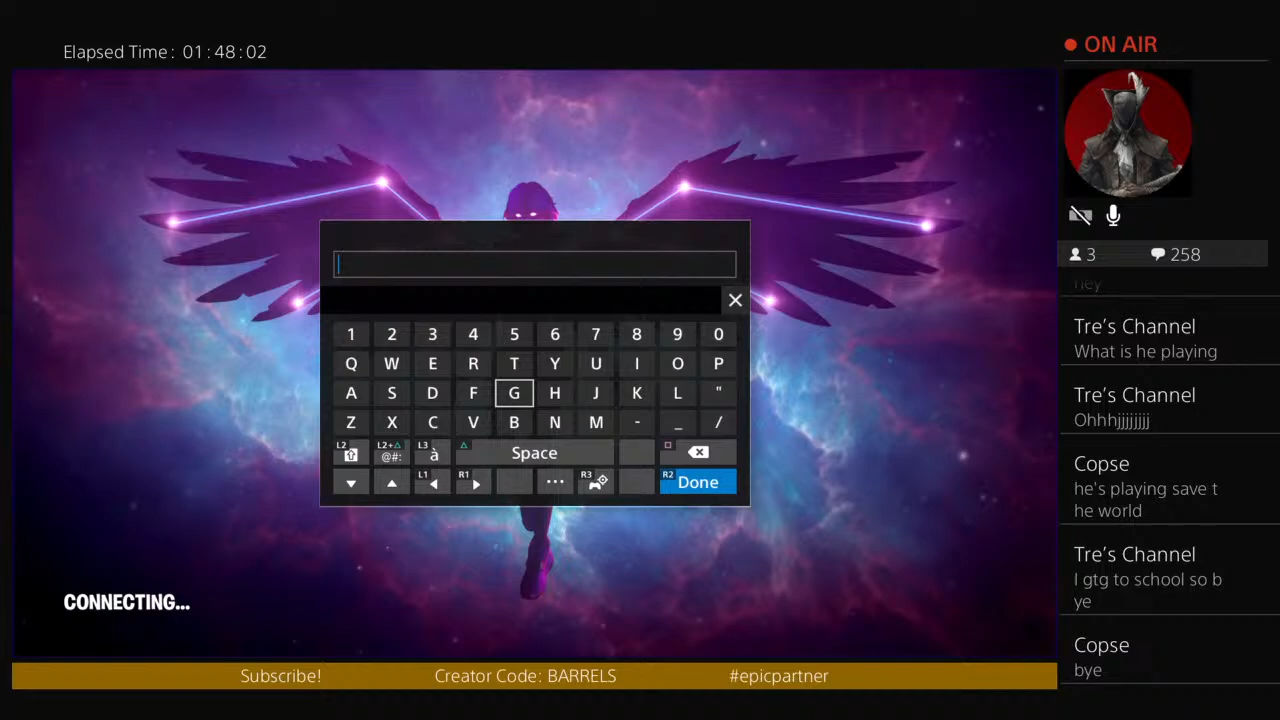 Elapsed Time: 01:48:02
ON AIR
3 258
Hey
Tre's Channel
What is he playing
Tre's Channel
Ohhhjjjjjjjj
Copse
he's playing save t
he world
Tre's Channel
I gtg to school so b
ye
Copse
bye
1 2 3 4 5 6 7 8 9 0
Q W E R T Y U I O P
A S D F G H J K L "
Z X C V B N M - _ /
L2 L2+△ @#: L3 à △ Space □
L1 R1 ... R3 R2 Done
CONNECTING...
Subscribe! Creator Code: BARRELS #epicpartner